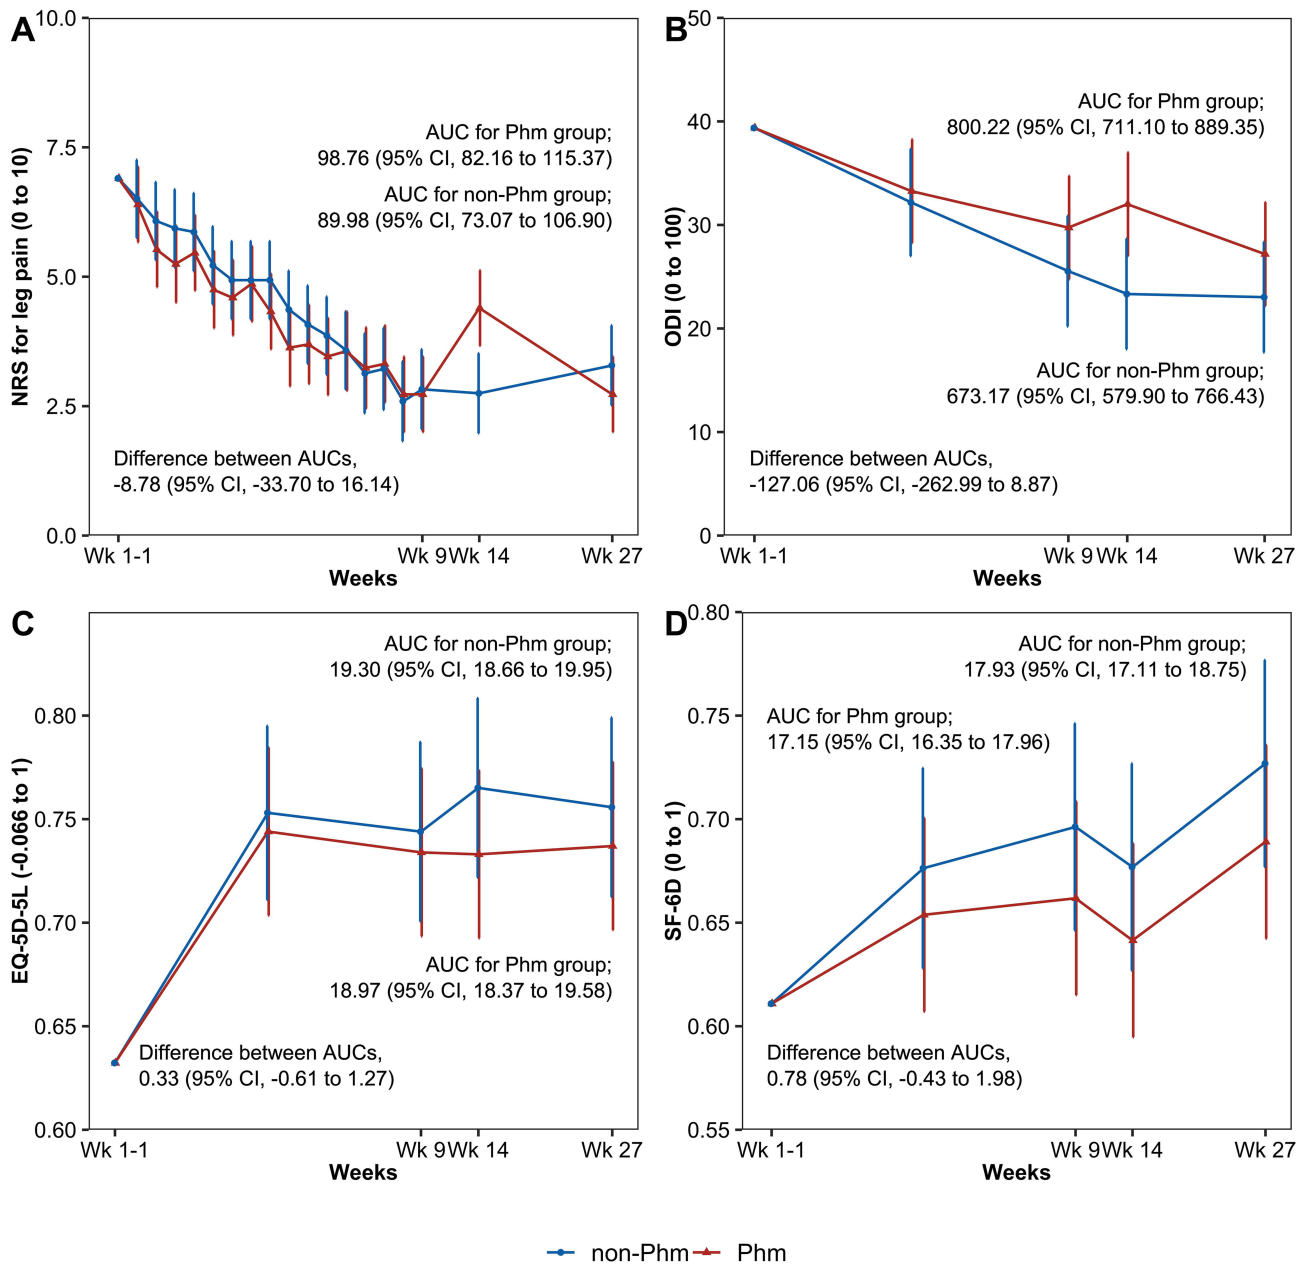 A
10.0
7.5
5.0
2.5
0.0
NRS for leg pain (0 to 10)
AUC for Phm group;
98.76 (95% CI, 82.16 to 115.37)
AUC for non-Phm group;
89.98 (95% CI, 73.07 to 106.90)
Difference between AUCs,
-8.78 (95% CI, -33.70 to 16.14)
Wk 1-1 Wk 9 Wk 14 Wk 27
Weeks
B
50
40
30
20
10
0
ODI (0 to 100)
AUC for Phm group;
800.22 (95% CI, 711.10 to 889.35)
AUC for non-Phm group;
673.17 (95% CI, 579.90 to 766.43)
Difference between AUCs,
-127.06 (95% CI, -262.99 to 8.87)
Wk 1-1 Wk 9 Wk 14 Wk 27
Weeks
C
0.80
0.75
0.70
0.65
0.60
EQ-5D-5L (-0.066 to 1)
AUC for non-Phm group;
19.30 (95% CI, 18.66 to 19.95)
AUC for Phm group;
18.97 (95% CI, 18.37 to 19.58)
Difference between AUCs,
0.33 (95% CI, -0.61 to 1.27)
Wk 1-1 Wk 9 Wk 14 Wk 27
Weeks
D
0.80
0.75
0.70
0.65
0.60
0.55
SF-6D (0 to 1)
AUC for non-Phm group;
17.93 (95% CI, 17.11 to 18.75)
AUC for Phm group;
17.15 (95% CI, 16.35 to 17.96)
Difference between AUCs,
0.78 (95% CI, -0.43 to 1.98)
Wk 1-1 Wk 9 Wk 14 Wk 27
Weeks
non-Phm Phm